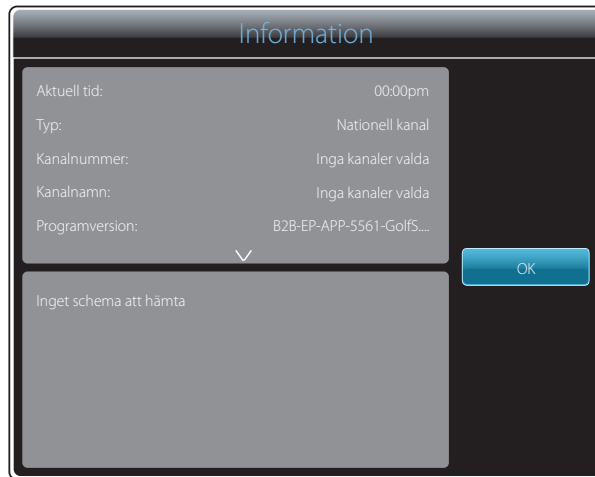 Information
Aktuell tid: 00:00pm
Typ: Nationell kanal
Kanalnummer: Inga kanaler valda
Kanalnamn: Inga kanaler valda
Programversion: B2B-EP-APP-5561-GolfS....
OK
Inget schema att hämta